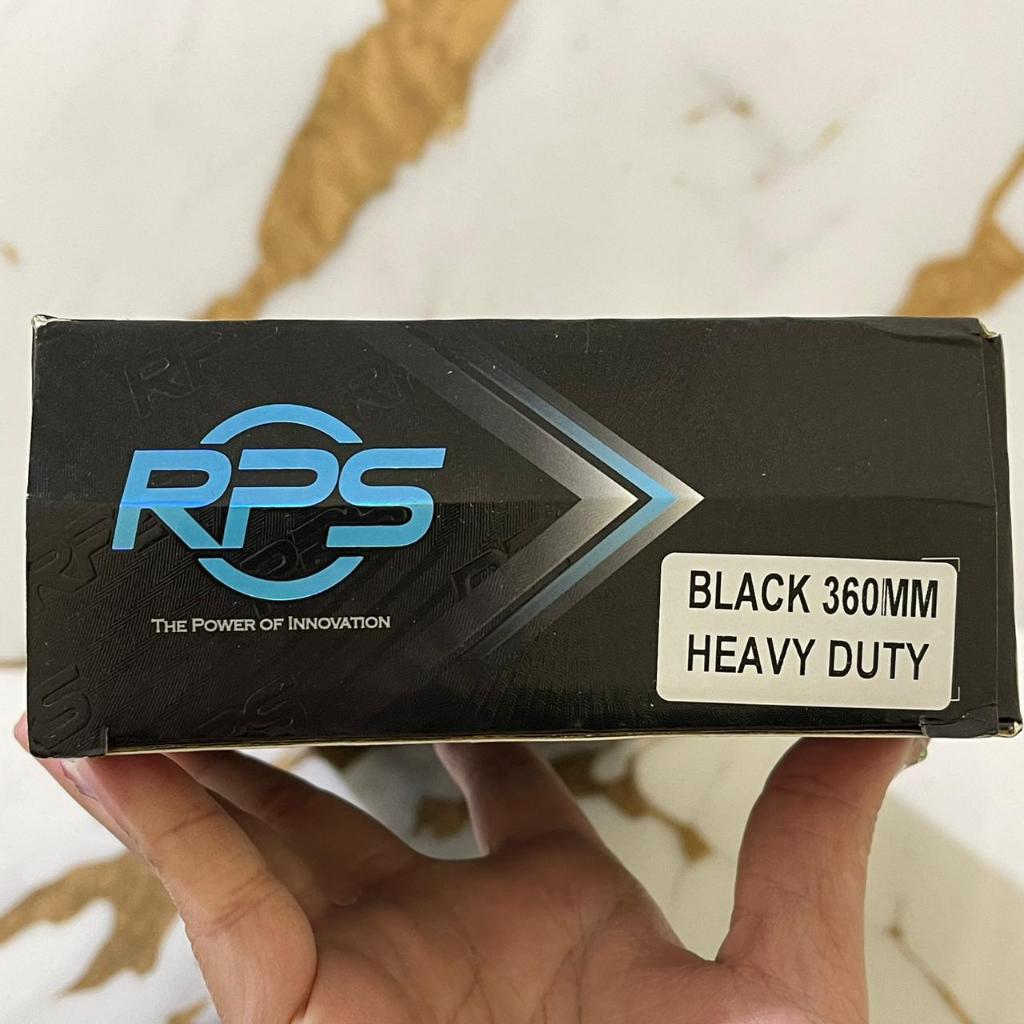 RPS
THE POWER OF INNOVATION
BLACK 360MM
HEAVY DUTY